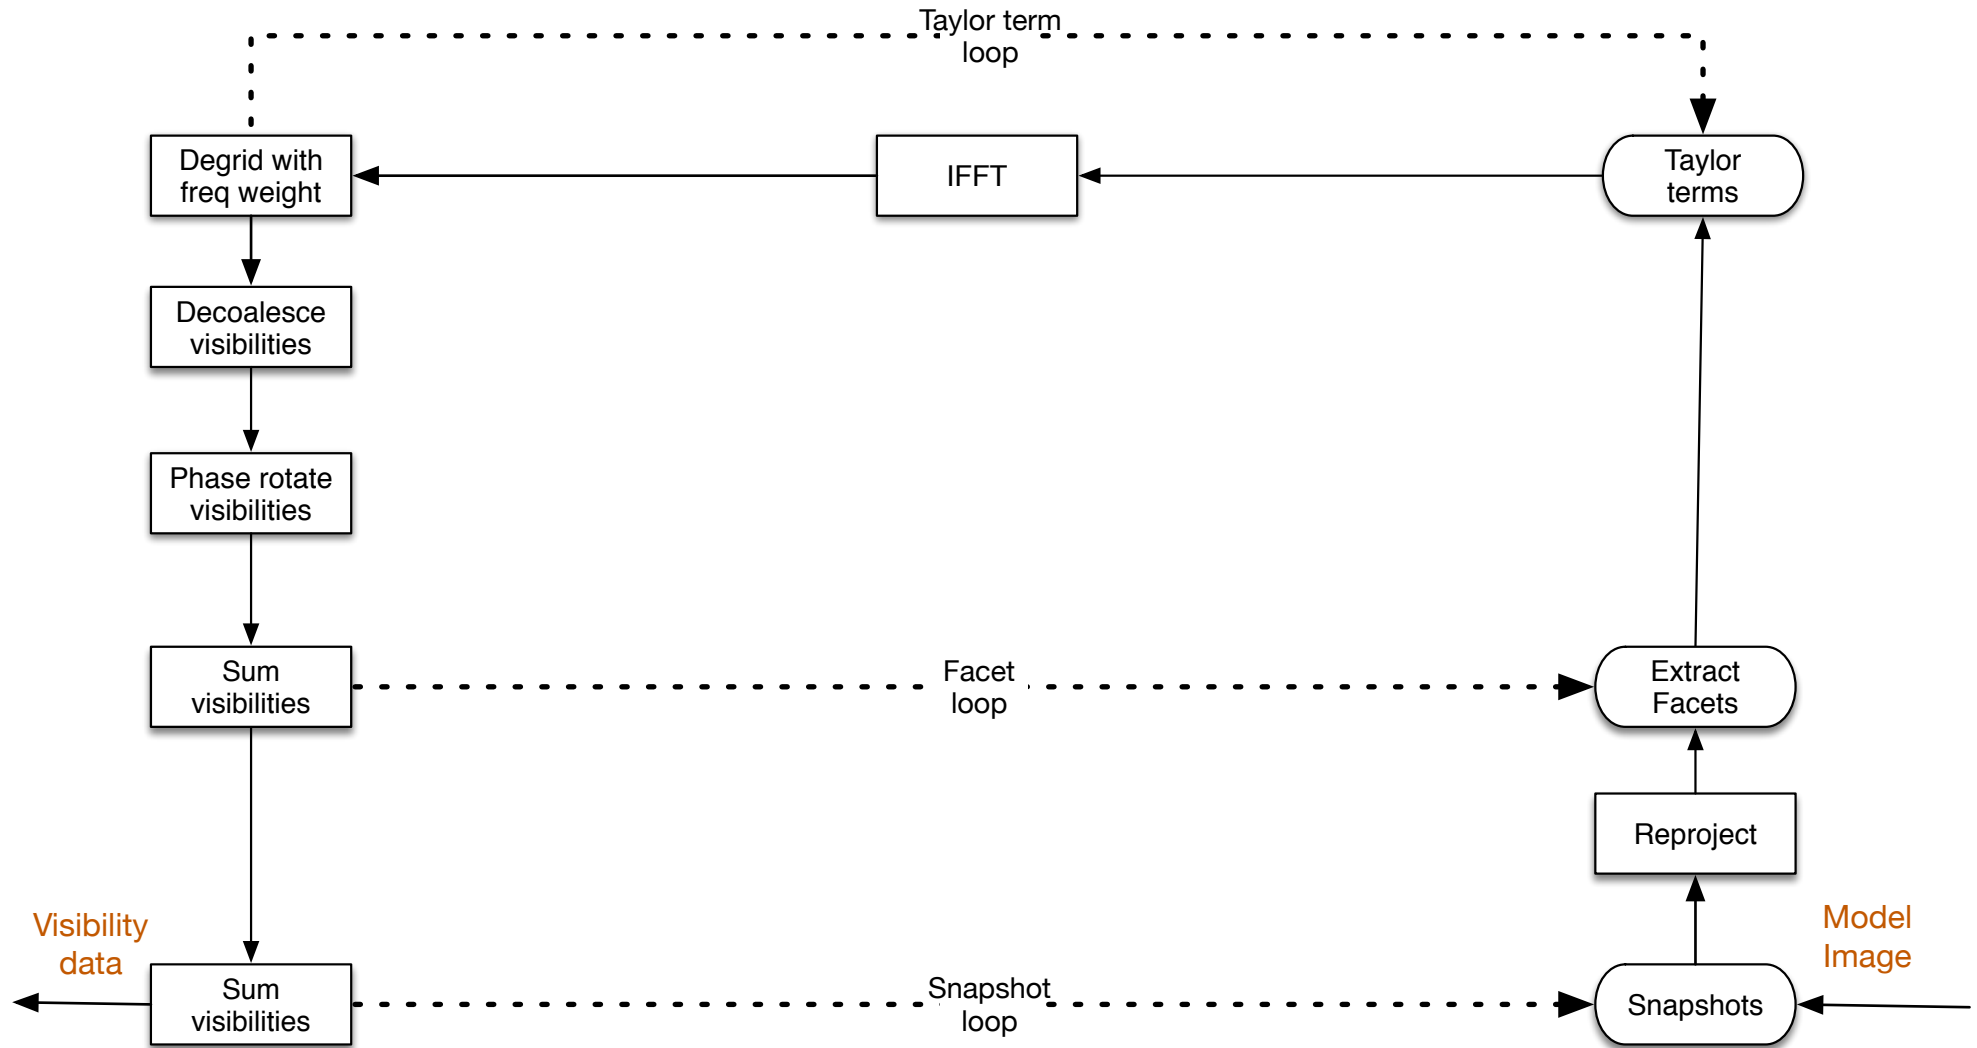 Taylor term
loop
Degrid with
freq weight
IFFT
Taylor
terms
Decoalesce
visibilities
Phase rotate
visibilities
Sum
visibilities
Facet
loop
Extract
Facets
Reproject
Visibility
data
Model
Image
Sum
visibilities
Snapshot
loop
Snapshots